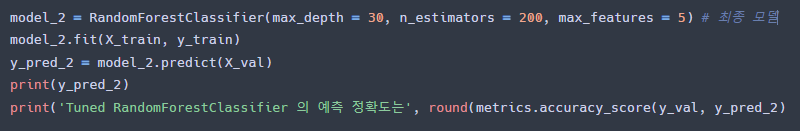 model_2 = RandomForestClassifier(max_depth = 30, n_estimators = 200, max_features = 5) # 최종 모델
model_2.fit(X_train, y_train)
y_pred_2 = model_2.predict(X_val)
print(y_pred_2)
print('Tuned RandomForestClassifier 의 예측 정확도는', round(metrics.accuracy_score(y_val, y_pred_2)